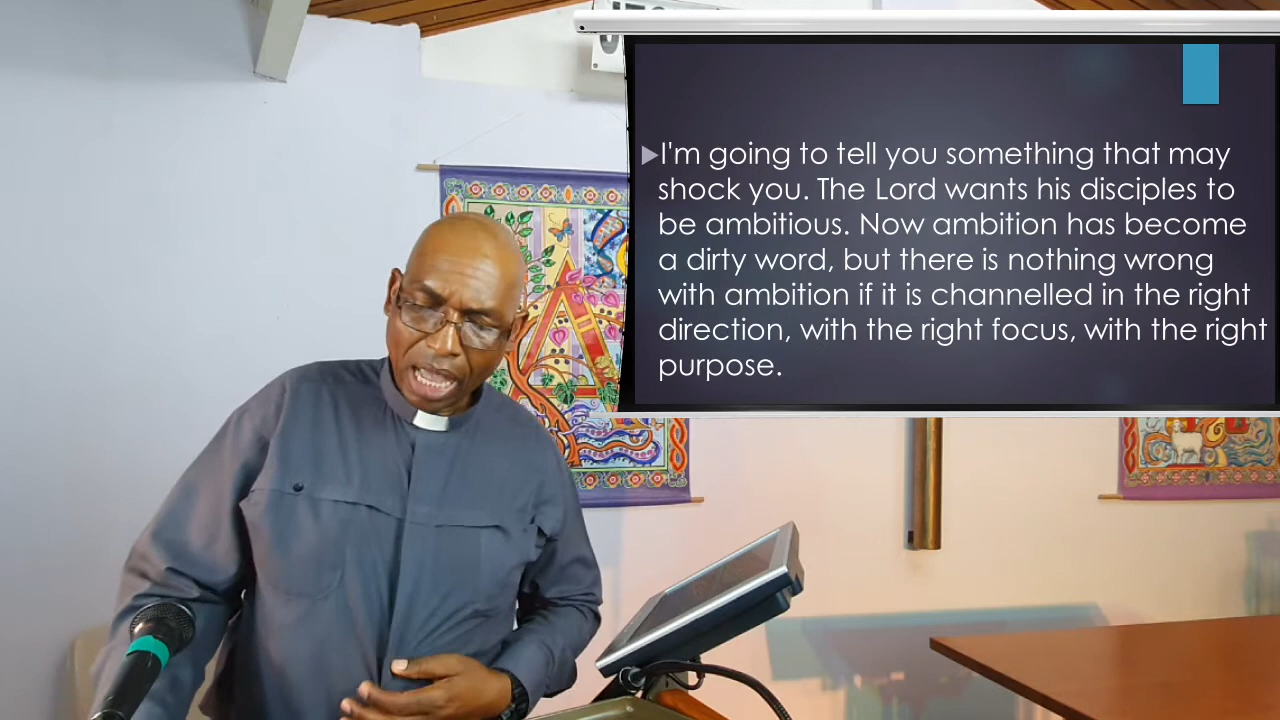 I'm going to tell you something that may
shock you. The Lord wants his disciples to
be ambitious. Now ambition has become
a dirty word, but there is nothing wrong
with ambition if it is channelled in the right
direction, with the right focus, with the right
purpose.